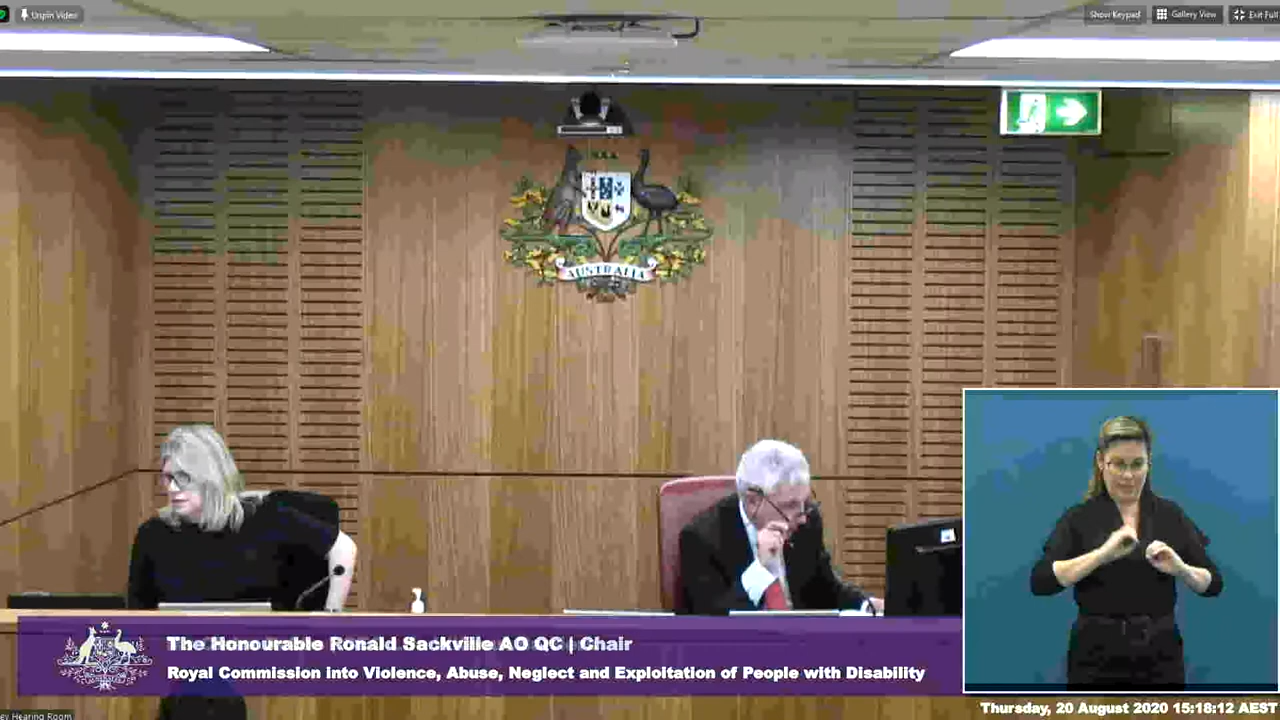 Unpin Video
Show Keypad
Gallery View
Exit Full
AUSTRALIA
The Honourable Ronald Sackville AO QC | Chair
Royal Commission into Violence, Abuse, Neglect and Exploitation of People with Disability
Thursday, 20 August 2020 15:18:12 AEST
ey Hearing Room